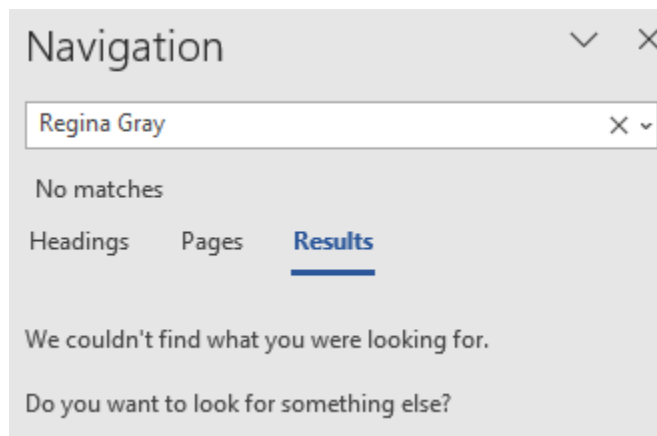 Navigation
Regina Gray
No matches
Headings Pages Results
We couldn't find what you were looking for.
Do you want to look for something else?